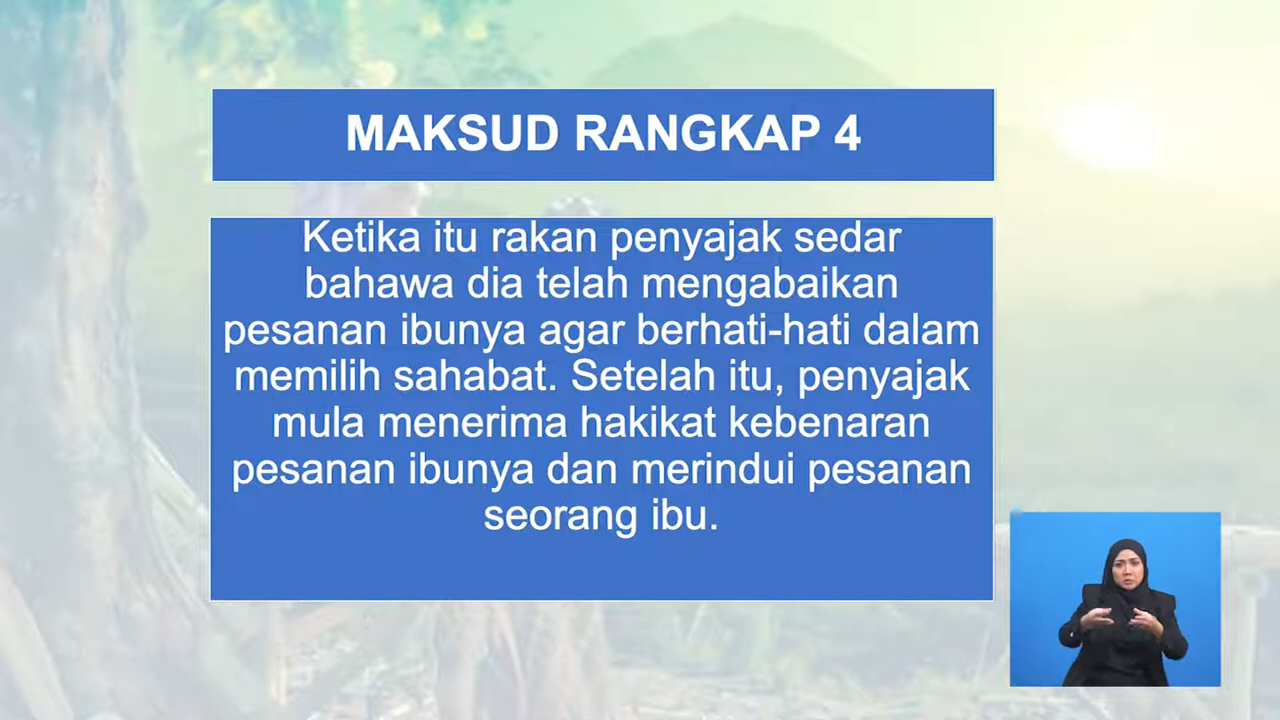 MAKSUD RANGKAP 4
Ketika itu rakan penyajak sedar
bahawa dia telah mengabaikan
pesanan ibunya agar berhati-hati dalam
memilih sahabat. Setelah itu, penyajak
mula menerima hakikat kebenaran
pesanan ibunya dan merindui pesanan
seorang ibu.